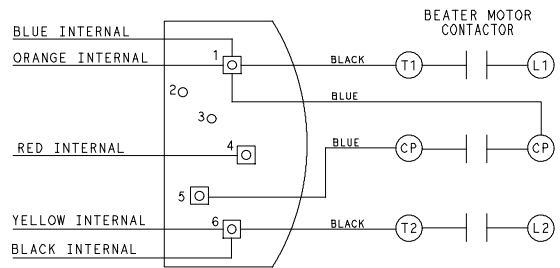 BEATER MOTOR
CONTACTOR
BLUE INTERNAL
ORANGE INTERNAL
1
BLACK
T1
L1
2
BLUE
3
RED INTERNAL
4
BLUE
CP
CP
5
YELLOW INTERNAL
6
BLACK
T2
L2
BLACK INTERNAL